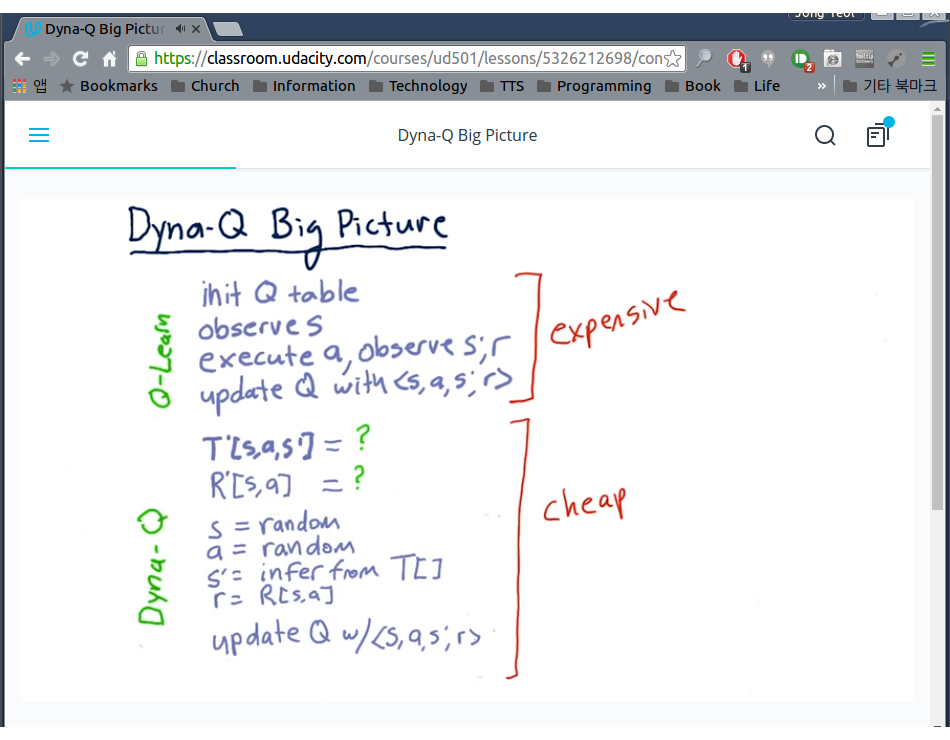 Jong Yeol
Dyna-Q Big Pictur
https://classroom.udacity.com/courses/ud501/lessons/5326212698/con
1
2
앱 Bookmarks Church Information Technology TTS Programming Book Life » 기타 북마크
Dyna-Q Big Picture
Dyna-Q Big Picture
Q-Learn
init Q table
observe s
execute a, observe s', r
update Q with <s, a, s', r>
expensive
Dyna-Q
T'[s,a,s'] = ?
R'[s,a] = ?
s = random
a = random
s' = infer from T[]
r = R[s,a]
update Q w/<s, a, s', r>
cheap